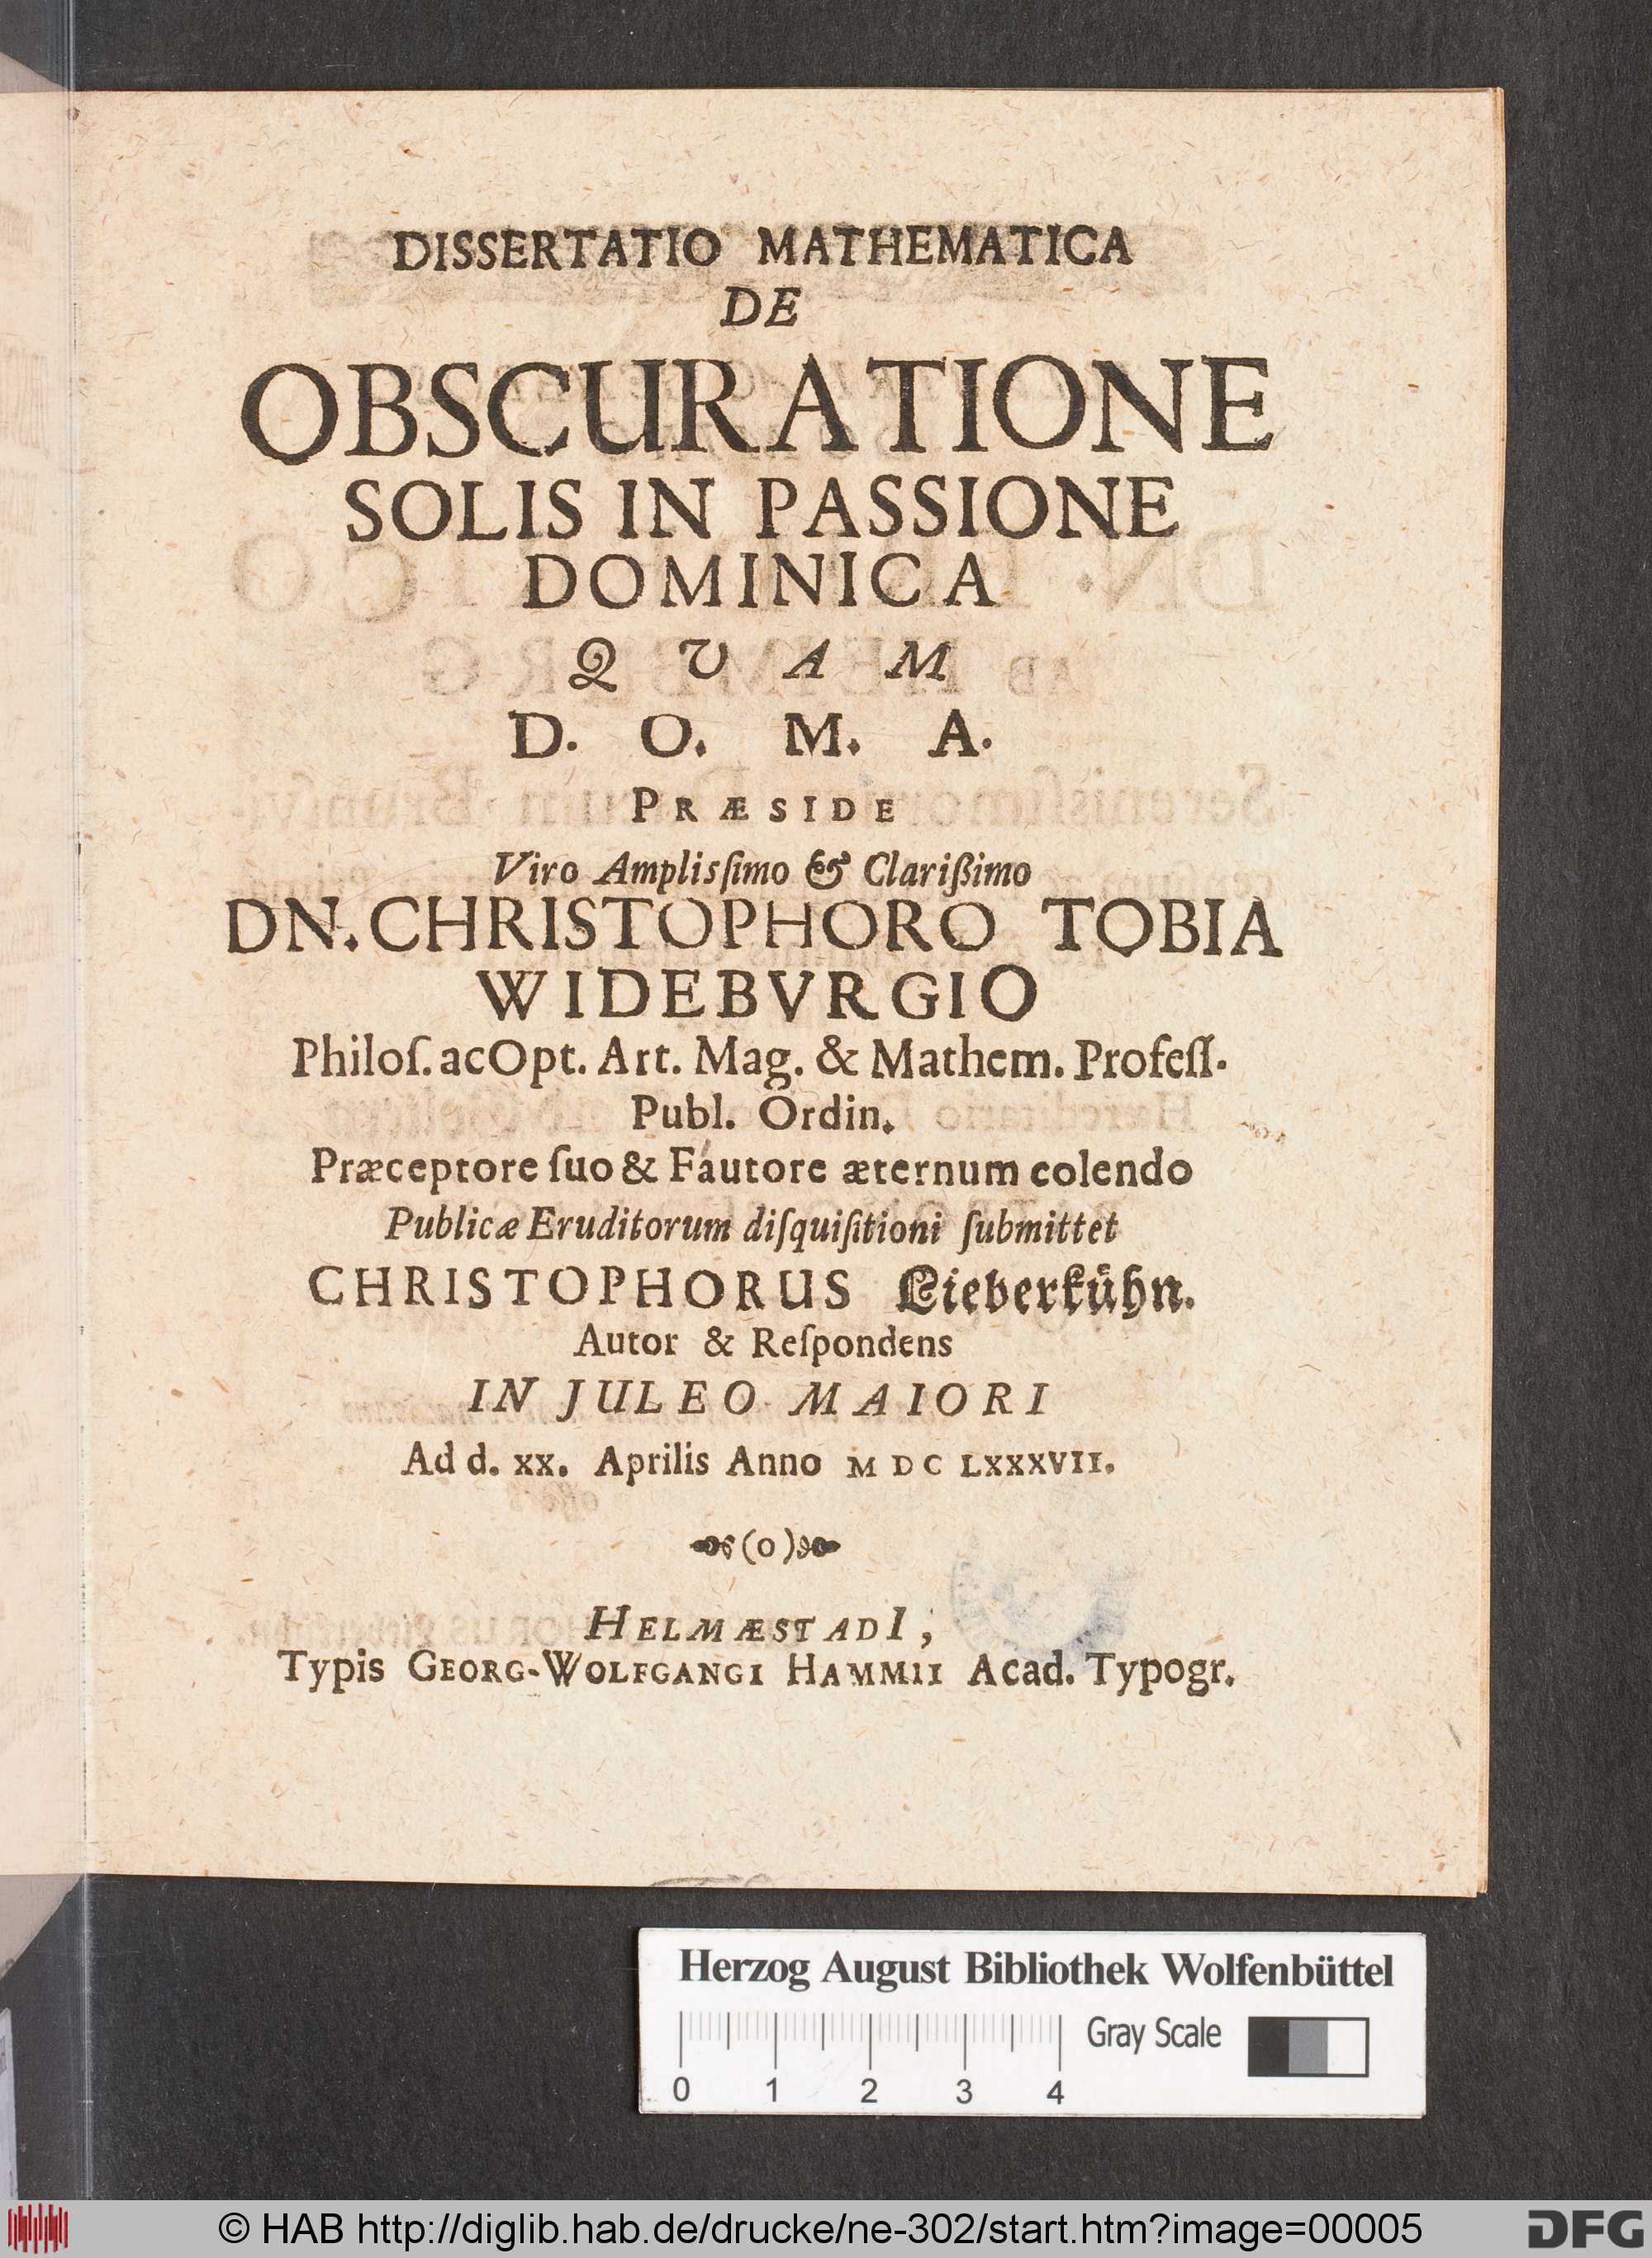 DISSERTATIO MATHEMATICA
DE
OBSCURATIONE
SOLIS IN PASSIONE
DOMINICA
QVAM
D. O. M. A.
PRÆSIDE
Viro Amplisſimo & Clarißimo
DN. CHRISTOPHORO TOBIA
WIDEBVRGIO
Philoſ. ac Opt. Art. Mag. & Mathem. Profeſſ.
Publ. Ordin.
Præceptore ſuo & Fautore æternum colendo
Publicæ Eruditorum diſquiſitioni ſubmittet
CHRISTOPHORUS Lieberkühn.
Autor & Reſpondens
IN JULEO MAIORI
Ad d. XX. Aprilis Anno MDC LXXXVII.
(o)
HELMÆSTADI,
Typis GEORG-WOLFGANGI HAMMII Acad. Typogr.
Herzog August Bibliothek Wolfenbüttel
Gray Scale
0 1 2 3 4
© HAB http://diglib.hab.de/drucke/ne-302/start.htm?image=00005
DFG